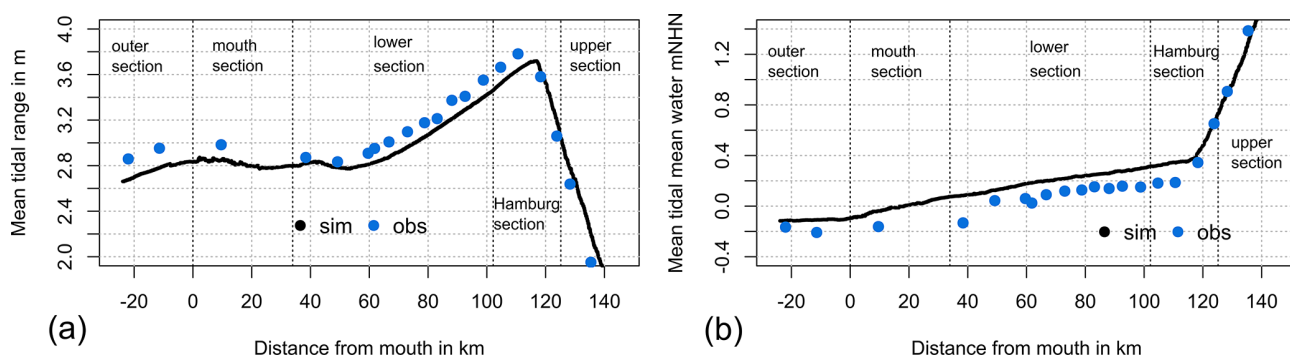 4.0
3.6
3.2
2.8
2.4
2.0
Mean tidal range in m
outer
section
mouth
section
lower
section
upper
section
Hamburg
section
sim
obs
-20
0
20
40
60
80
100
120
140
Distance from mouth in km
(a)
1.2
0.8
0.4
0.0
-0.4
Mean tidal mean water mNHN
outer
section
mouth
section
lower
section
Hamburg
section
upper
section
sim
obs
-20
0
20
40
60
80
100
120
140
Distance from mouth in km
(b)